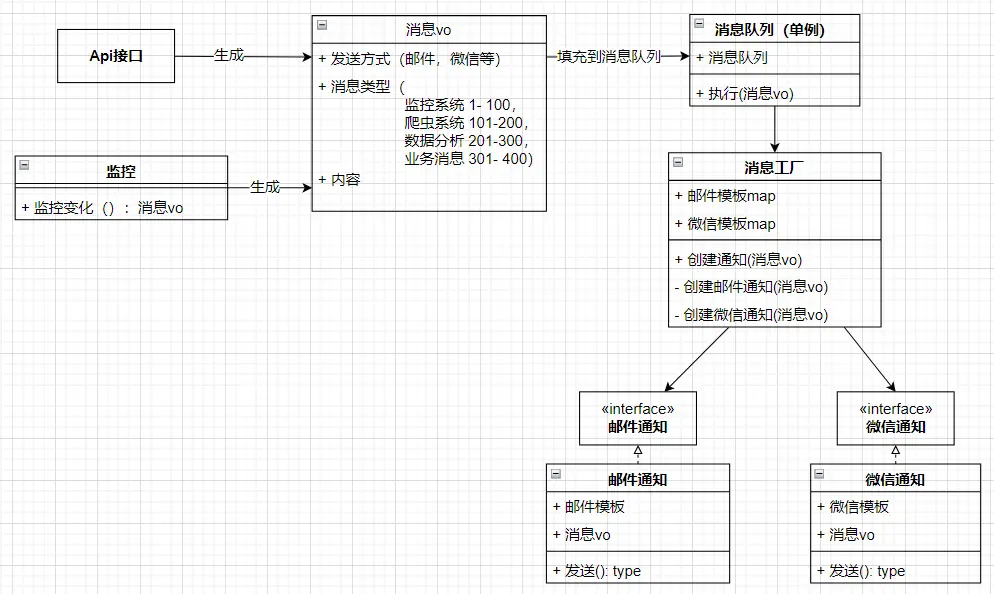 Api接口
生成
消息vo
+ 发送方式（邮件，微信等）
+ 消息类型（
监控系统 1- 100，
爬虫系统 101-200，
数据分析 201-300，
业务消息 301- 400)
+ 内容
填充到消息队列
消息队列（单例）
+ 消息队列
+ 执行(消息vo)
监控
+ 监控变化（）：消息vo
生成
消息工厂
+ 邮件模板map
+ 微信模板map
+ 创建通知(消息vo)
- 创建邮件通知(消息vo)
- 创建微信通知(消息vo)
«interface»
邮件通知
«interface»
微信通知
邮件通知
+ 邮件模板
+ 消息vo
+ 发送(): type
微信通知
+ 微信模板
+ 消息vo
+ 发送(): type